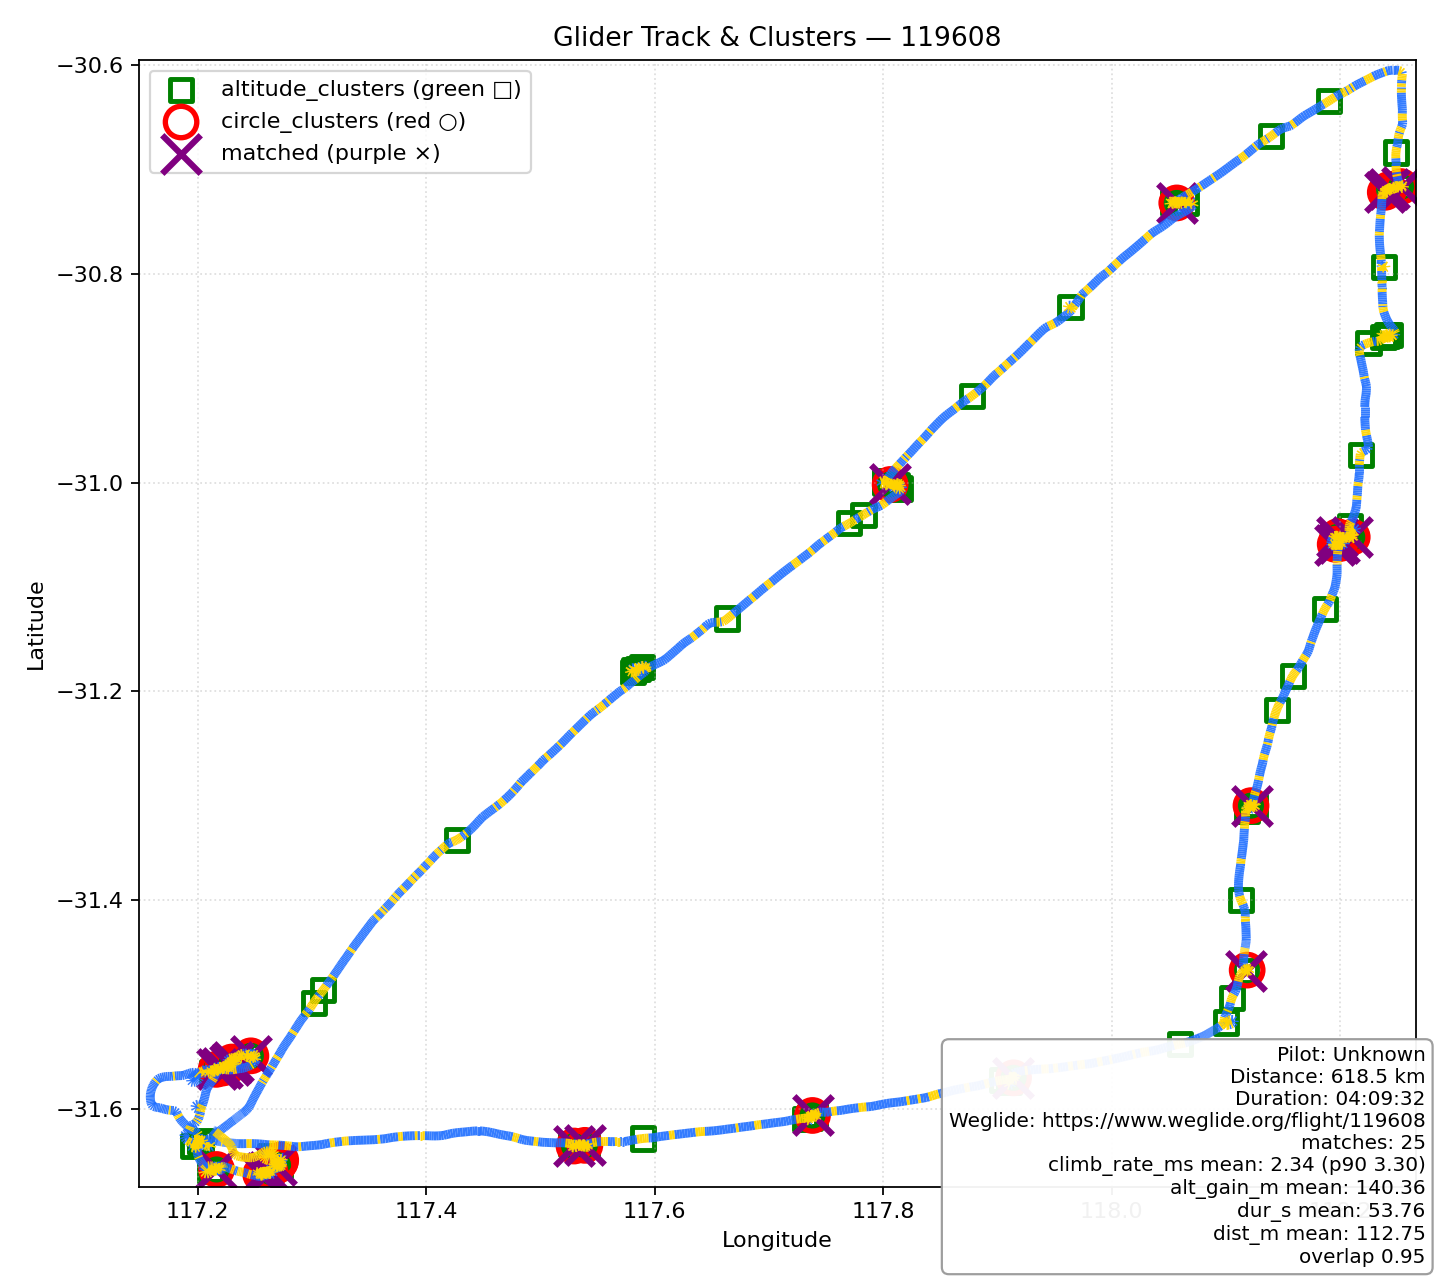 Glider Track & Clusters — 119608
altitude_clusters (green □)
circle_clusters (red ○)
matched (purple ×)
−30.6
−30.8
−31.0
−31.2
−31.4
−31.6
Latitude
117.2
117.4
117.6
117.8
118.0
Longitude
Pilot: Unknown
Distance: 618.5 km
Duration: 04:09:32
Weglide: https://www.weglide.org/flight/119608
matches: 25
climb_rate_ms mean: 2.34 (p90 3.30)
alt_gain_m mean: 140.36
dur_s mean: 53.76
dist_m mean: 112.75
overlap 0.95